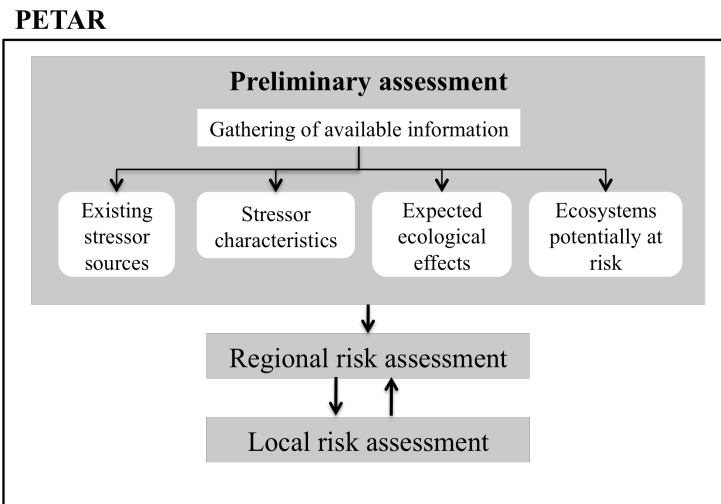 PETAR
Preliminary assessment
Gathering of available information
Existing
stressor
sources
Stressor
characteristics
Expected
ecological
effects
Ecosystems
potentially at
risk
Regional risk assessment
Local risk assessment